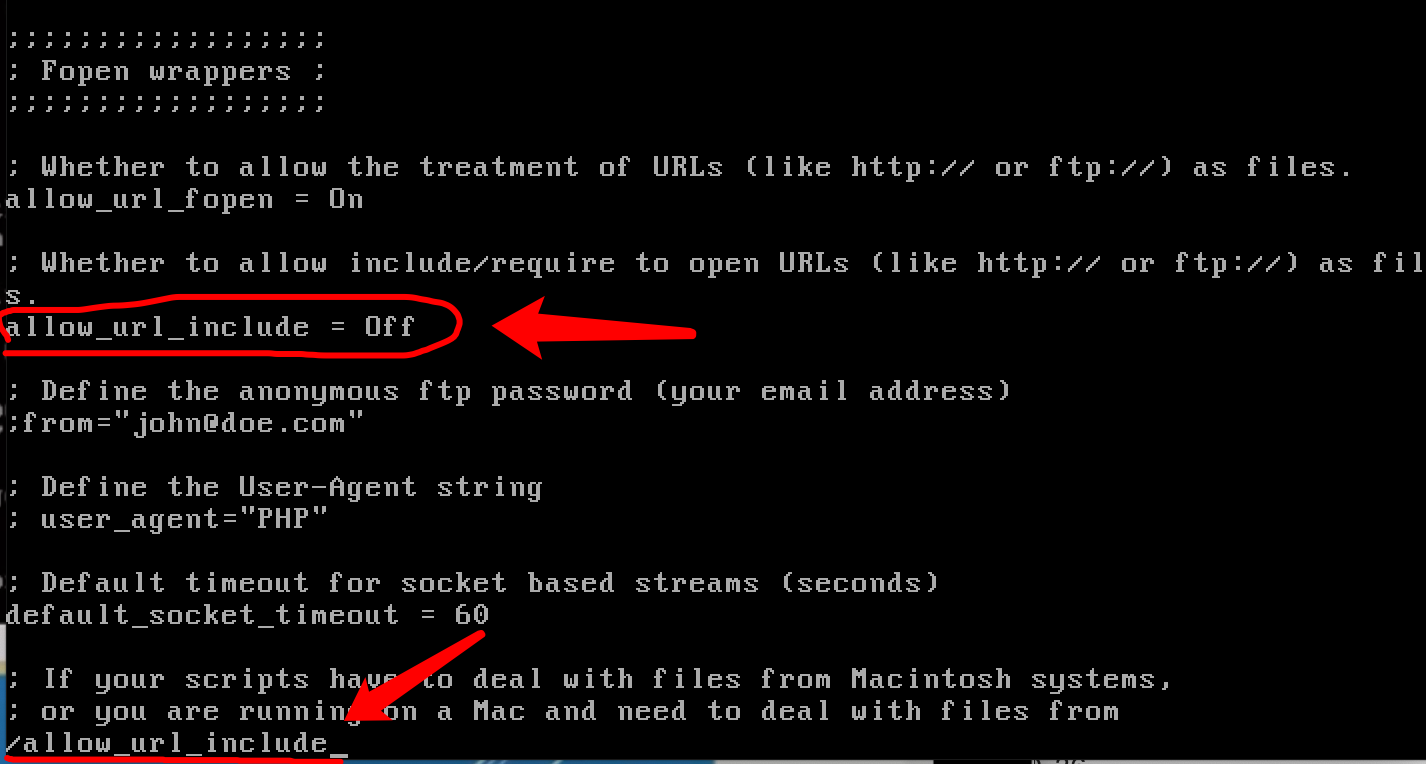 ;;;;;;;;;;;;;;;;;;
; Fopen wrappers ;
;;;;;;;;;;;;;;;;;;
; Whether to allow the treatment of URLs (like http:// or ftp://) as files.
allow_url_fopen = On
; Whether to allow include/require to open URLs (like http:// or ftp://) as fil
s.
allow_url_include = Off
; Define the anonymous ftp password (your email address)
;from="john@doe.com"
; Define the User-Agent string
; user_agent="PHP"
; Default timeout for socket based streams (seconds)
default_socket_timeout = 60
; If your scripts have to deal with files from Macintosh systems,
; or you are running on a Mac and need to deal with files from
/allow_url_include_